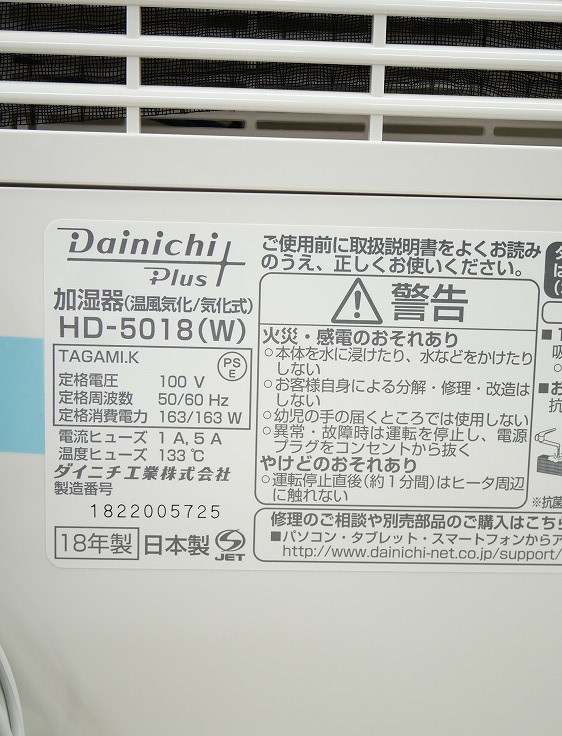 Dainichi
Plus
加湿器(温風気化/気化式)
HD-5018(W)
TAGAMI.K
PS
E
定格電圧 100 V
定格周波数 50/60 Hz
定格消費電力 163/163 W
電流ヒューズ 1 A, 5 A
温度ヒューズ 133℃
ダイニチ工業株式会社
製造番号
1822005725
18年製 日本製 JET
ご使用前に取扱説明書をよくお読み
のうえ、正しくお使いください。
警告
火災・感電のおそれあり
○本体を水に浸けたり、水などをかけたり
しない
○お客様自身による分解・修理・改造は
しない
○幼児の手の届くところでは使用しない
○異常・故障時は運転を停止し、電源
プラグをコンセントから抜く
やけどのおそれあり
○運転停止直後(約1分間)はヒータ周辺
に触れない
修理のご相談や別売部品のご購入はこち
■パソコン・タブレット・スマートフォンからア
http://www.dainichi-net.co.jp/support/
■お
抗
※抗菌